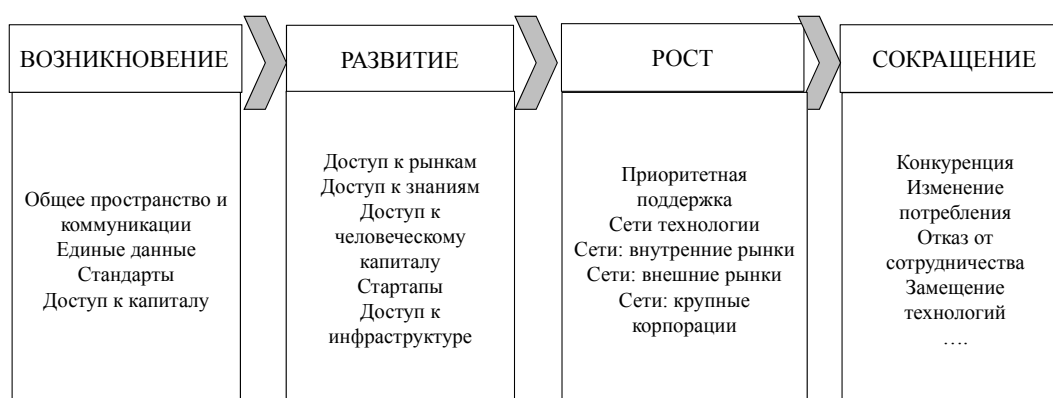 ВОЗНИКНОВЕНИЕ
РАЗВИТИЕ
РОСТ
СОКРАЩЕНИЕ
Общее пространство и
коммуникации
Единые данные
Стандарты
Доступ к капиталу
Доступ к рынкам
Доступ к знаниям
Доступ к
человеческому
капиталу
Стартапы
Доступ к
инфраструктуре
Приоритетная
поддержка
Сети технологии
Сети: внутренние рынки
Сети: внешние рынки
Сети: крупные
корпорации
Конкуренция
Изменение
потребления
Отказ от
сотрудничества
Замещение
технологий
….